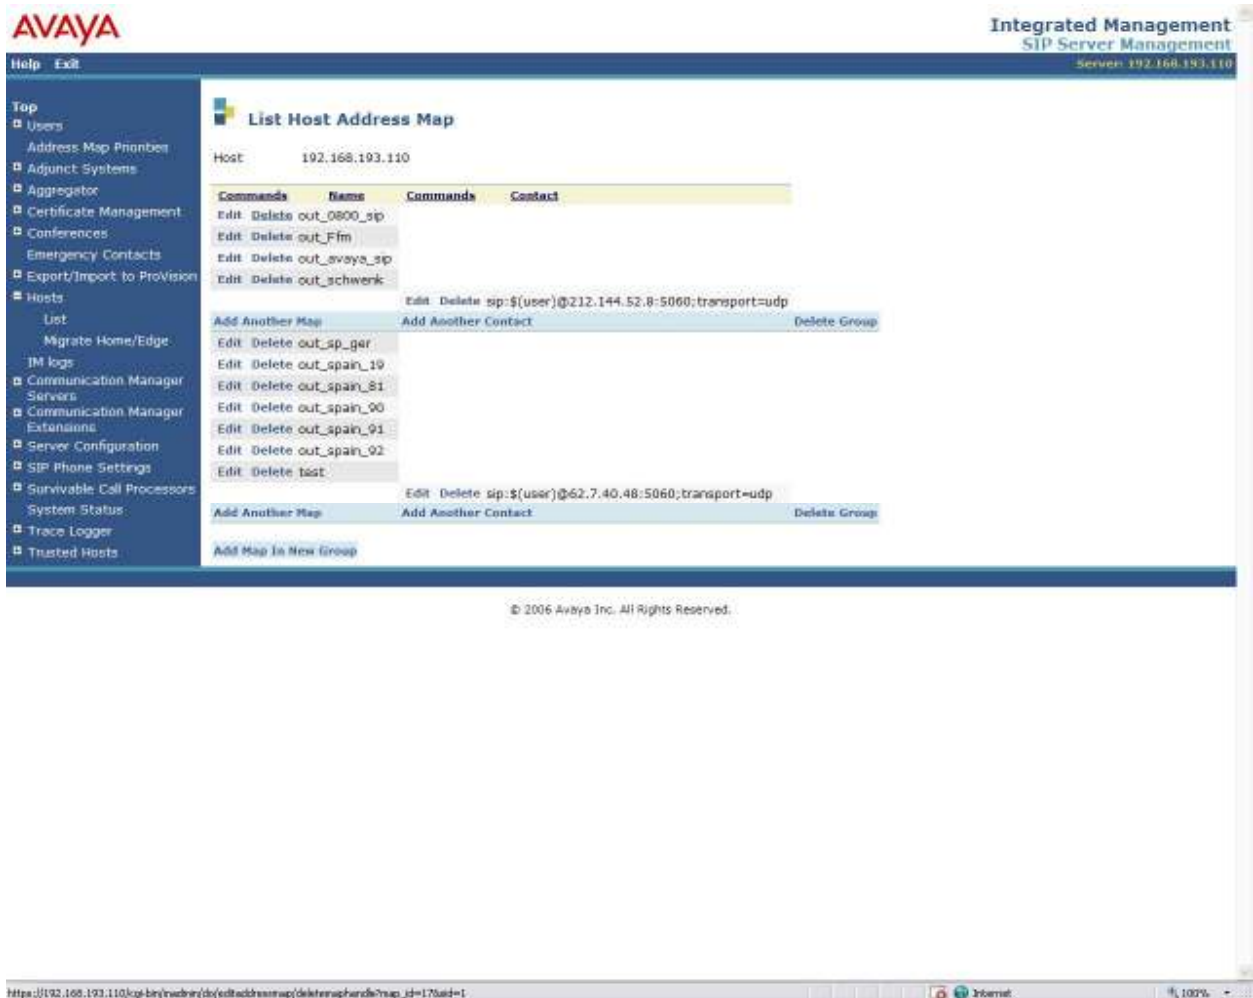 AVAYA
Integrated Management
SIP Server Management
Help Exit
Server: 192.168.193.110
Top
Users
Address Map Priorities
Adjunct Systems
Aggregator
Certificate Management
Conferences
Emergency Contacts
Export/Import to ProVision
Hosts
List
Migrate Home/Edge
IM logs
Communication Manager
Servers
Communication Manager
Extensions
Server Configuration
SIP Phone Settings
Survivable Call Processors
System Status
Trace Logger
Trusted Hosts
List Host Address Map
Host 192.168.193.110
Commands Name Commands Contact
Edit Delete out_0800_sip
Edit Delete out_Ffm
Edit Delete out_avaya_sip
Edit Delete out_schwenk
Edit Delete sip:$(user)@212.144.52.8:5060;transport=udp
Add Another Map Add Another Contact Delete Group
Edit Delete out_sp_ger
Edit Delete out_spain_19
Edit Delete out_spain_81
Edit Delete out_spain_90
Edit Delete out_spain_91
Edit Delete out_spain_92
Edit Delete test
Edit Delete sip:$(user)@62.7.40.48:5060;transport=udp
Add Another Map Add Another Contact Delete Group
Add Map In New Group
© 2006 Avaya Inc. All Rights Reserved.
Internet 100%